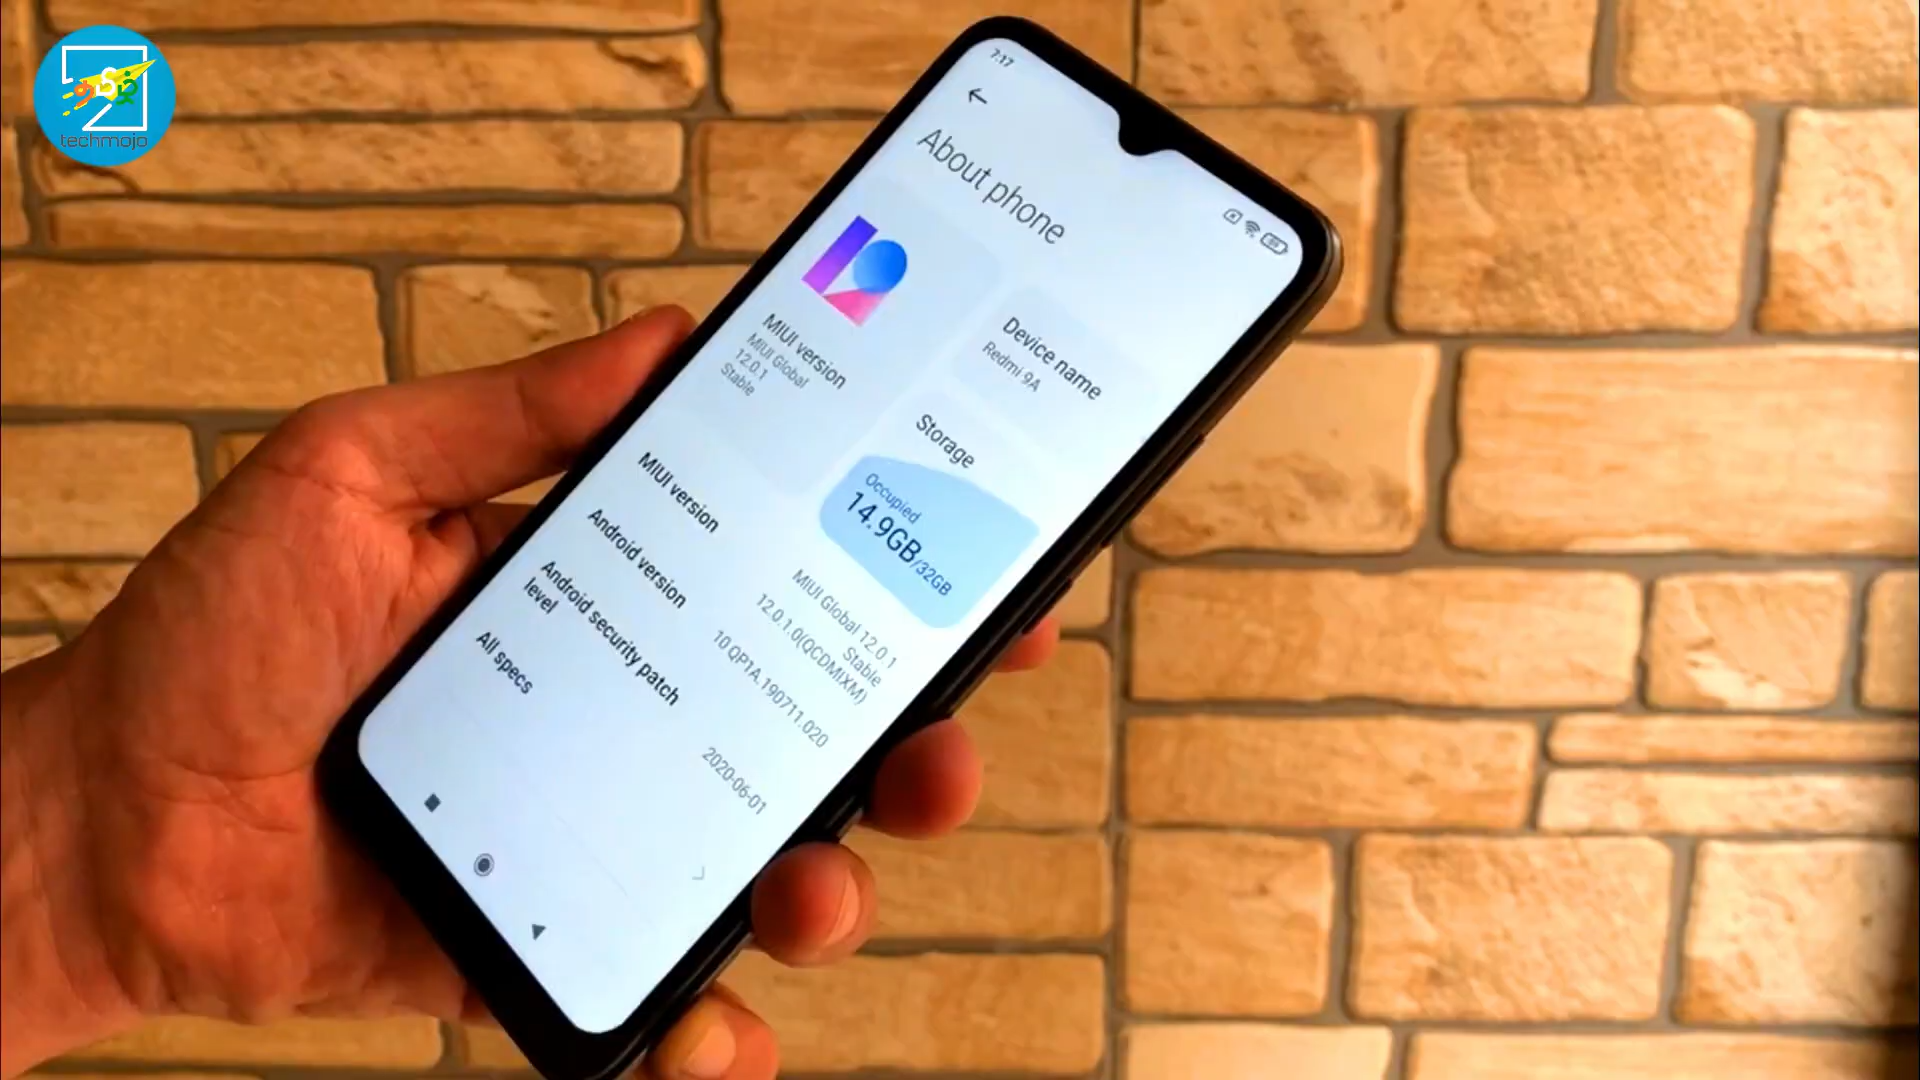 தமிழ்
techmojo
7:17
About phone
MIUI version
MIUI Global
12.0.1
Stable
Device name
Redmi 9A
Storage
Occupied
14.9GB/32GB
MIUI version
MIUI Global 12.0.1
Stable
12.0.1.0(QCDMIXM)
Android version
10 QP1A.190711.020
Android security patch
level
2020-06-01
All specs